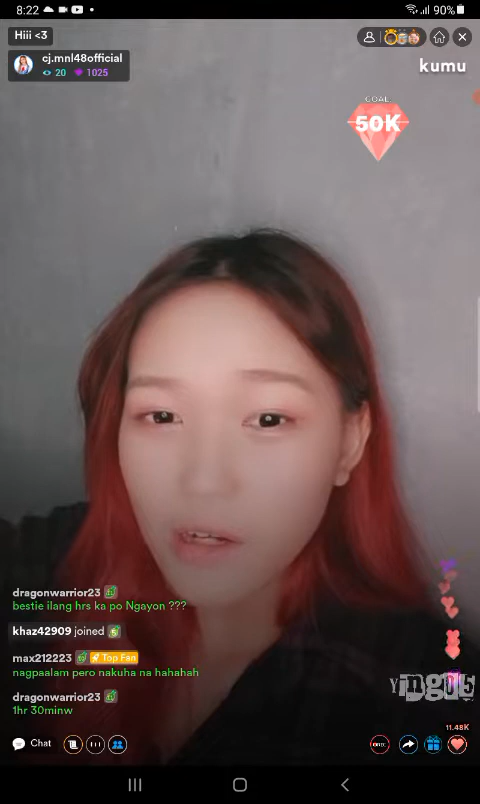 8:22
90%
Hiii <3
cj.mnl48official
20 1025
kumu
GOAL
50K
dragonwarrior23
bestie ilang hrs ka po Ngayon ???
khaz42909 joined
max212223 Top Fan
nagpaalam pero nakuha na hahahah
dragonwarrior23
1hr 30minw
Yingo5
11.48K
Chat